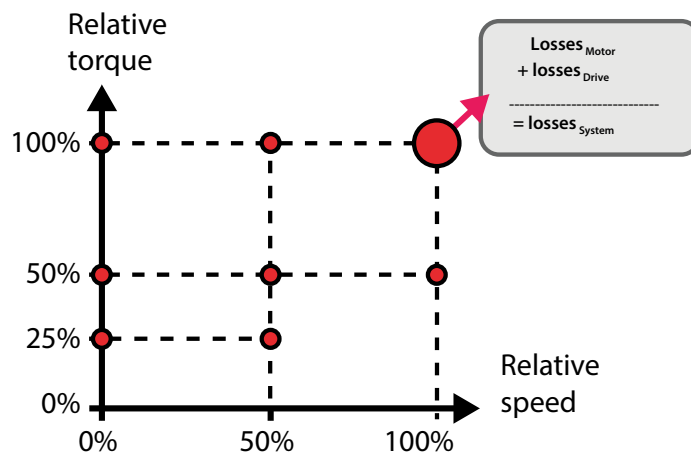 Relative
torque
Losses Motor
+ losses Drive
------------------------------
= losses System
100%
50%
25%
0%
Relative
speed
0%
50%
100%